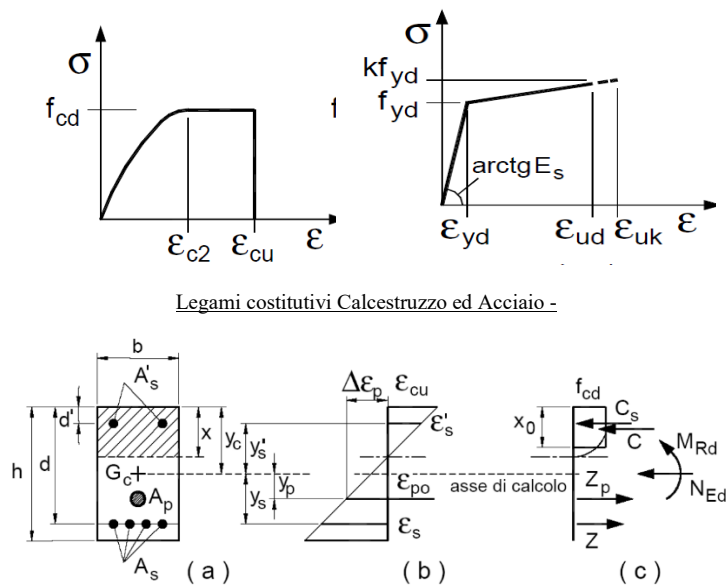 σ
f_cd
ε_c2
ε_cu
ε
f
σ
kf_yd
f_yd
arctg E_s
ε_yd
ε_ud
ε_uk
ε
Legami costitutivi Calcestruzzo ed Acciaio -
b
A'_s
d'
h
d
x
y_c
y'_s
G_c
A_p
y_p
y_s
A_s
( a )
Δε_p
ε_cu
ε'_s
ε_po
asse di calcolo
ε_s
( b )
f_cd
x_0
C_s
C
M_Rd
N_Ed
Z_p
Z
( c )